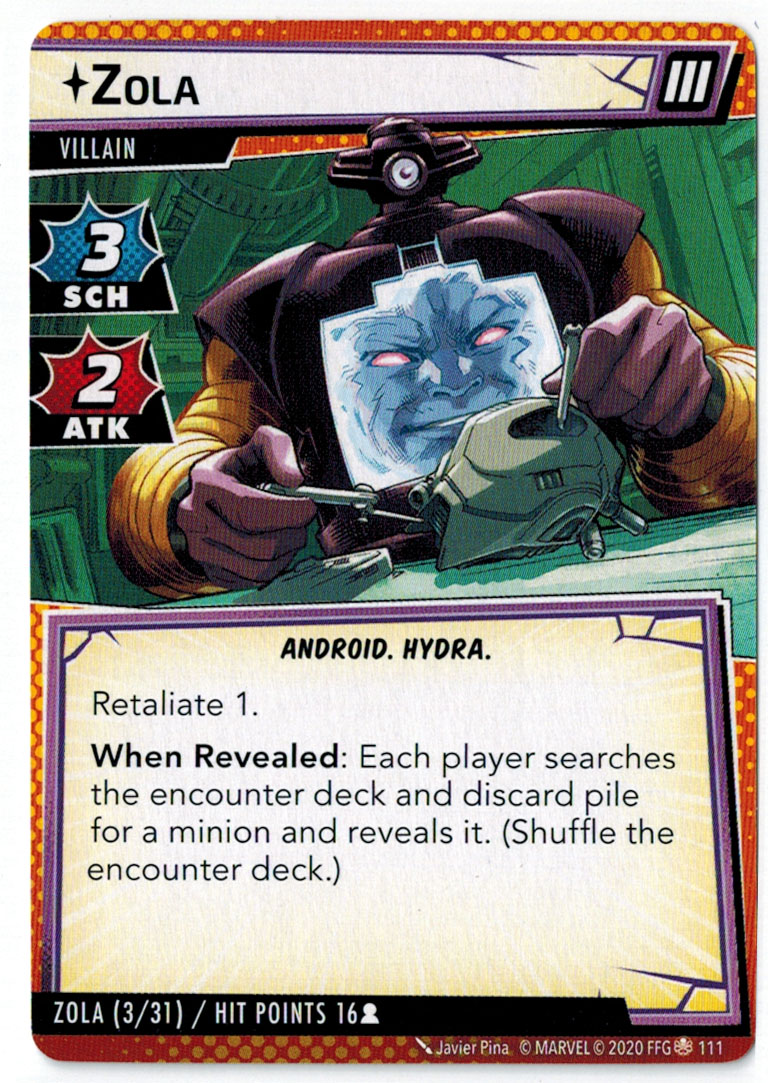 ZOLA
III
VILLAIN
3
SCH
2
ATK
ANDROID. HYDRA.
Retaliate 1.
When Revealed: Each player searches
the encounter deck and discard pile
for a minion and reveals it. (Shuffle the
encounter deck.)
ZOLA (3/31) / HIT POINTS 16
Javier Pina © MARVEL © 2020 FFG 111